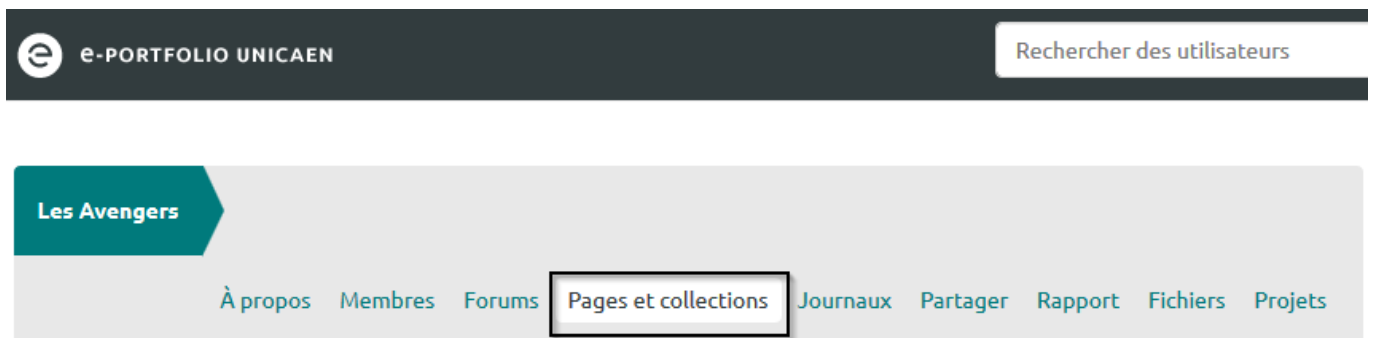 e e-PORTFOLIO UNICAEN Rechercher des utilisateurs
Les Avengers
À propos Membres Forums Pages et collections Journaux Partager Rapport Fichiers Projets